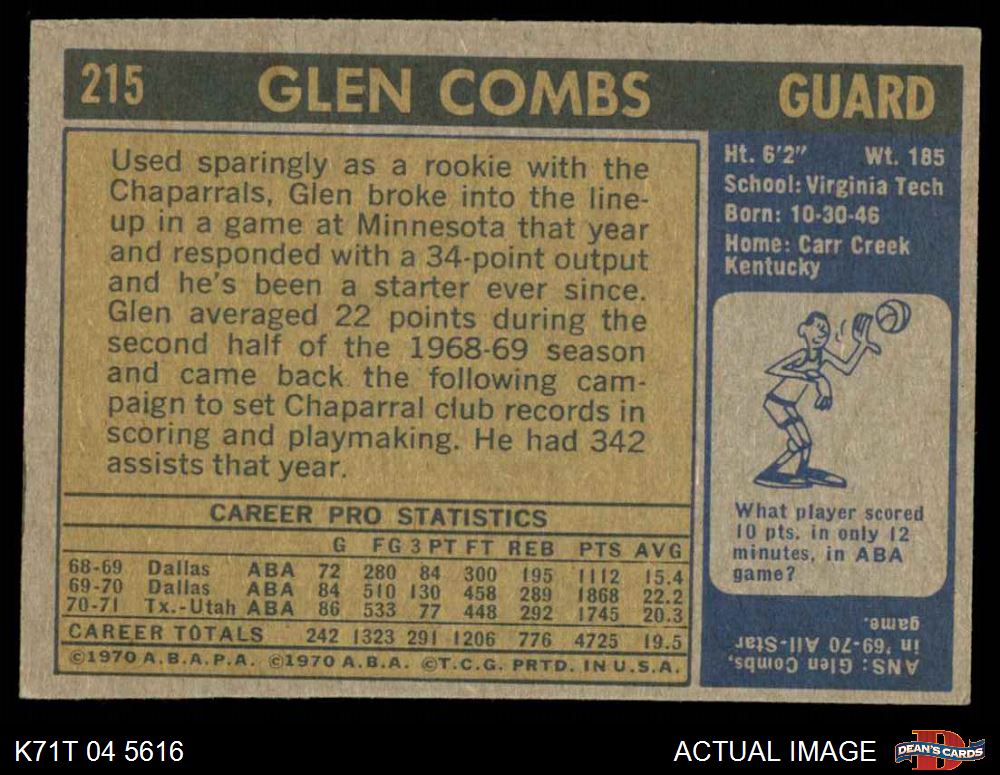 215 GLEN COMBS GUARD
Used sparingly as a rookie with the
Chaparrals, Glen broke into the line-
up in a game at Minnesota that year
and responded with a 34-point output
and he's been a starter ever since.
Glen averaged 22 points during the
second half of the 1968-69 season
and came back the following cam-
paign to set Chaparral club records in
scoring and playmaking. He had 342
assists that year.
Ht. 6'2" Wt. 185
School: Virginia Tech
Born: 10-30-46
Home: Carr Creek
Kentucky
What player scored
10 pts. in only 12
minutes, in ABA
game?
ANS: Glen Combs,
in '69-70 All-Star
game.
CAREER PRO STATISTICS
G FG 3 PT FT REB PTS AVG
68-69 Dallas ABA 72 280 84 300 195 1112 15.4
69-70 Dallas ABA 84 510 130 458 289 1868 22.2
70-71 Tx.-Utah ABA 86 533 77 448 292 1745 20.3
CAREER TOTALS 242 1323 291 1206 776 4725 19.5
©1970 A.B.A.P.A. ©1970 A.B.A. ©T.C.G. PRTD. IN U.S.A.
K71T 04 5616 ACTUAL IMAGE DEAN'S CARDS